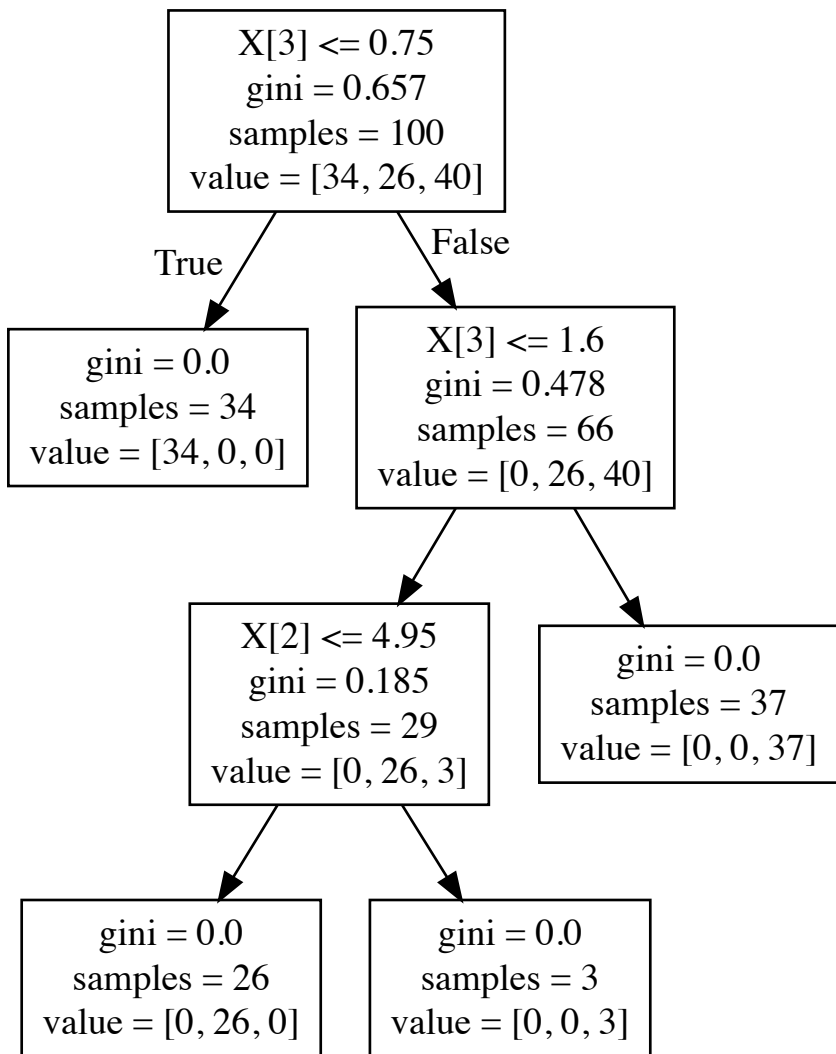 X[3] <= 0.75
gini = 0.657
samples = 100
value = [34, 26, 40]
True
False
gini = 0.0
samples = 34
value = [34, 0, 0]
X[3] <= 1.6
gini = 0.478
samples = 66
value = [0, 26, 40]
X[2] <= 4.95
gini = 0.185
samples = 29
value = [0, 26, 3]
gini = 0.0
samples = 37
value = [0, 0, 37]
gini = 0.0
samples = 26
value = [0, 26, 0]
gini = 0.0
samples = 3
value = [0, 0, 3]